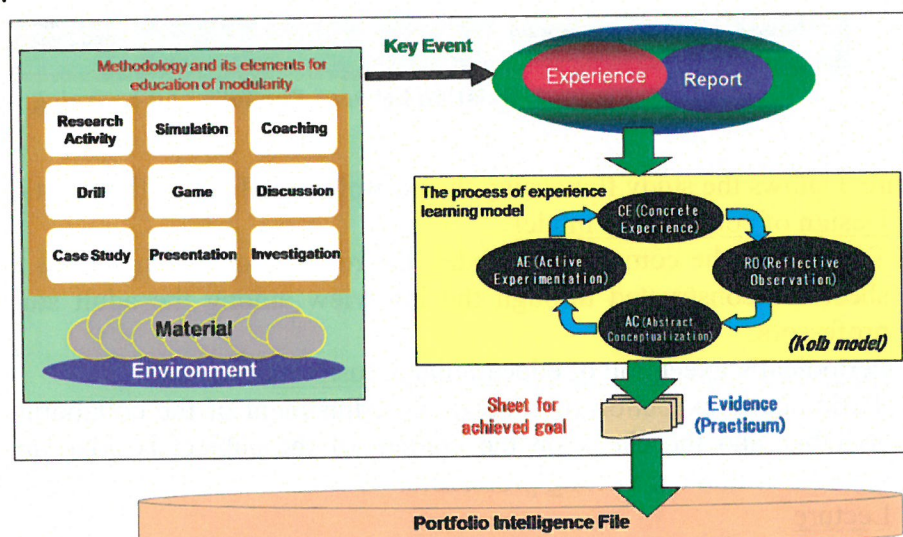 Methodology and its elements for
education of modularity
Research
Activity
Simulation
Coaching
Drill
Game
Discussion
Case Study
Presentation
Investigation
Material
Environment
Key Event
Experience
Report
The process of experience
learning model
CE(Concrete
Experience)
AE(Active
Experimentation)
RO(Reflective
Observation)
AC(Abstract
Conceptualization)
(Kolb model)
Sheet for
achieved goal
Evidence
(Practicum)
Portfolio Intelligence File